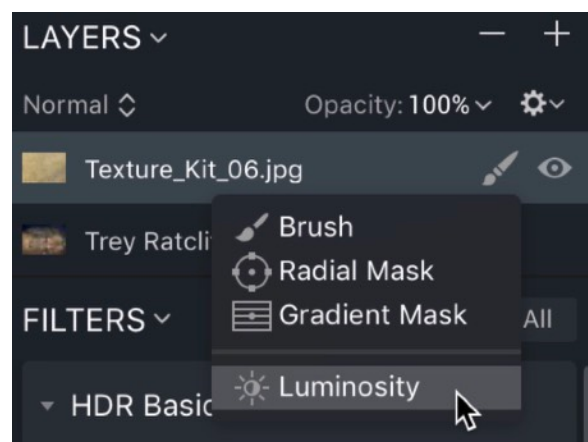 LAYERS
Normal Opacity: 100%
Texture_Kit_06.jpg
Trey Ratcli
Brush
Radial Mask
Gradient Mask
FILTERS All
Luminosity
HDR Basic